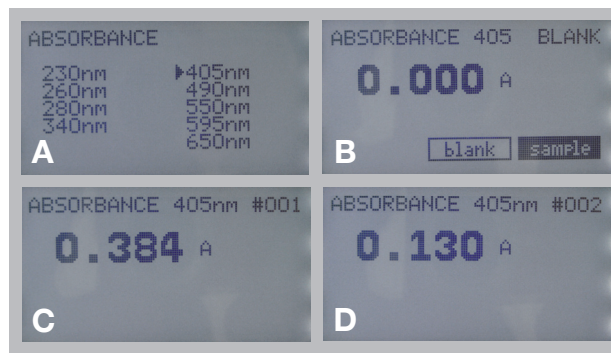 ABSORBANCE
230nm
260nm
280nm
340nm
▶405nm
490nm
550nm
595nm
650nm
A
ABSORBANCE 405 BLANK
0.000 A
blank sample
B
ABSORBANCE 405nm #001
0.384 A
C
ABSORBANCE 405nm #002
0.130 A
D